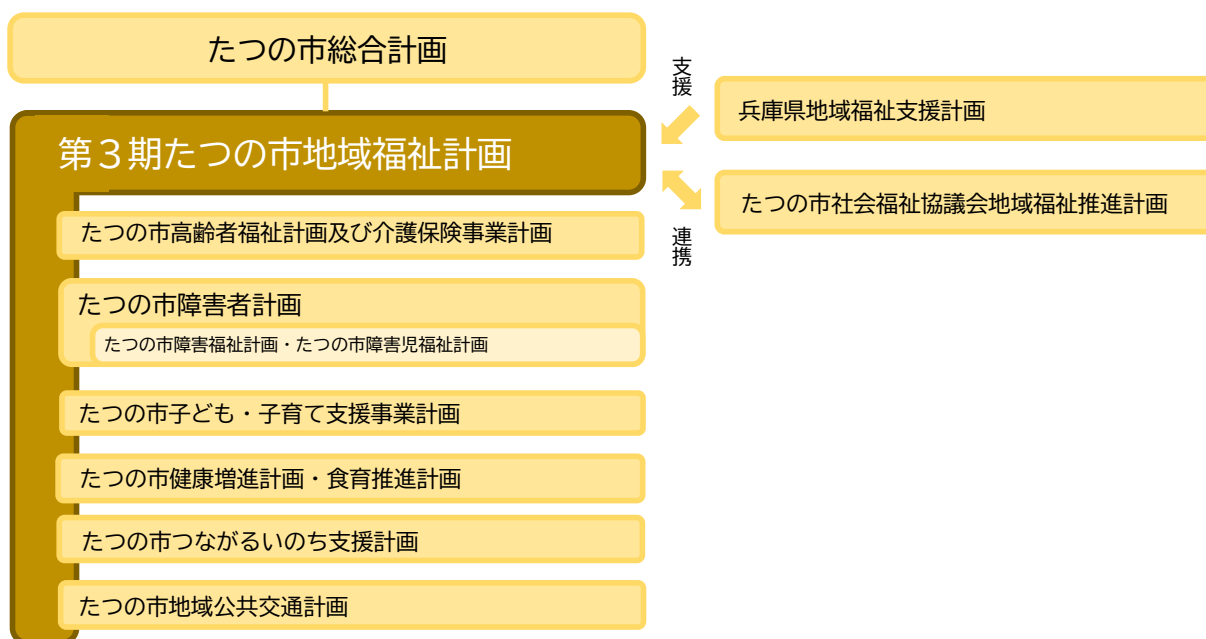 たつの市総合計画
支援
兵庫県地域福祉支援計画
第３期たつの市地域福祉計画
たつの市社会福祉協議会地域福祉推進計画
連携
たつの市高齢者福祉計画及び介護保険事業計画
たつの市障害者計画
たつの市障害福祉計画・たつの市障害児福祉計画
たつの市子ども・子育て支援事業計画
たつの市健康増進計画・食育推進計画
たつの市つながるいのち支援計画
たつの市地域公共交通計画